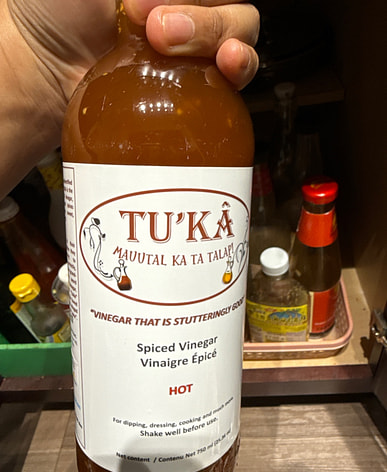 TU'KÂ
MAUUTAL KA TA TALAP!
"VINEGAR THAT IS STUTTERINGLY GOOD"
Spiced Vinegar
Vinaigre Épicé
HOT
For dipping, dressing, cooking and much more.
Shake well before use.
Net content / Contenu Net 750 ml